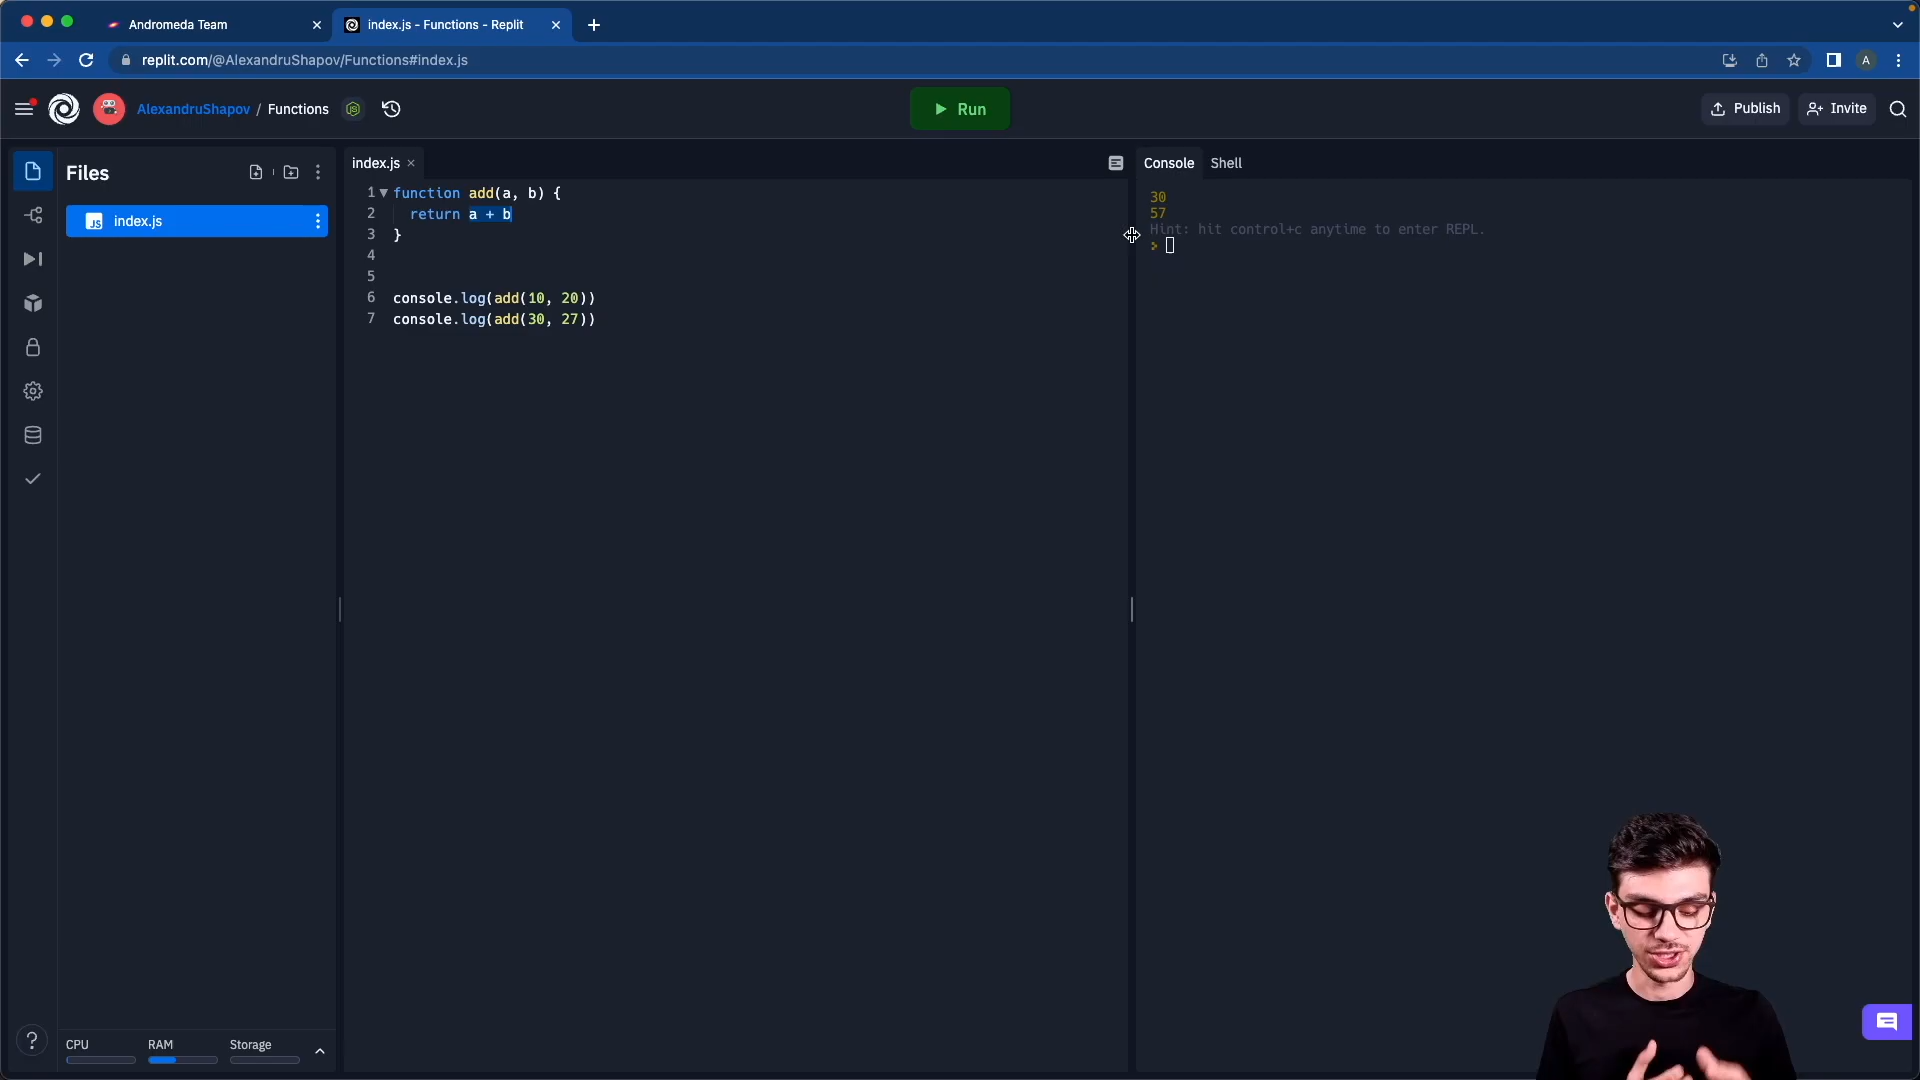 Andromeda Team
index.js - Functions - Replit
replit.com/@AlexandruShapov/Functions#index.js
A
AlexandruShapov / Functions
JS
Run
Publish
Invite
Files
JS index.js
index.js
1 function add(a, b) {
2 return a + b
3 }
4
5
6 console.log(add(10, 20))
7 console.log(add(30, 27))
Console
Shell
30
57
Hint: hit control+c anytime to enter REPL.
?
CPU
RAM
Storage